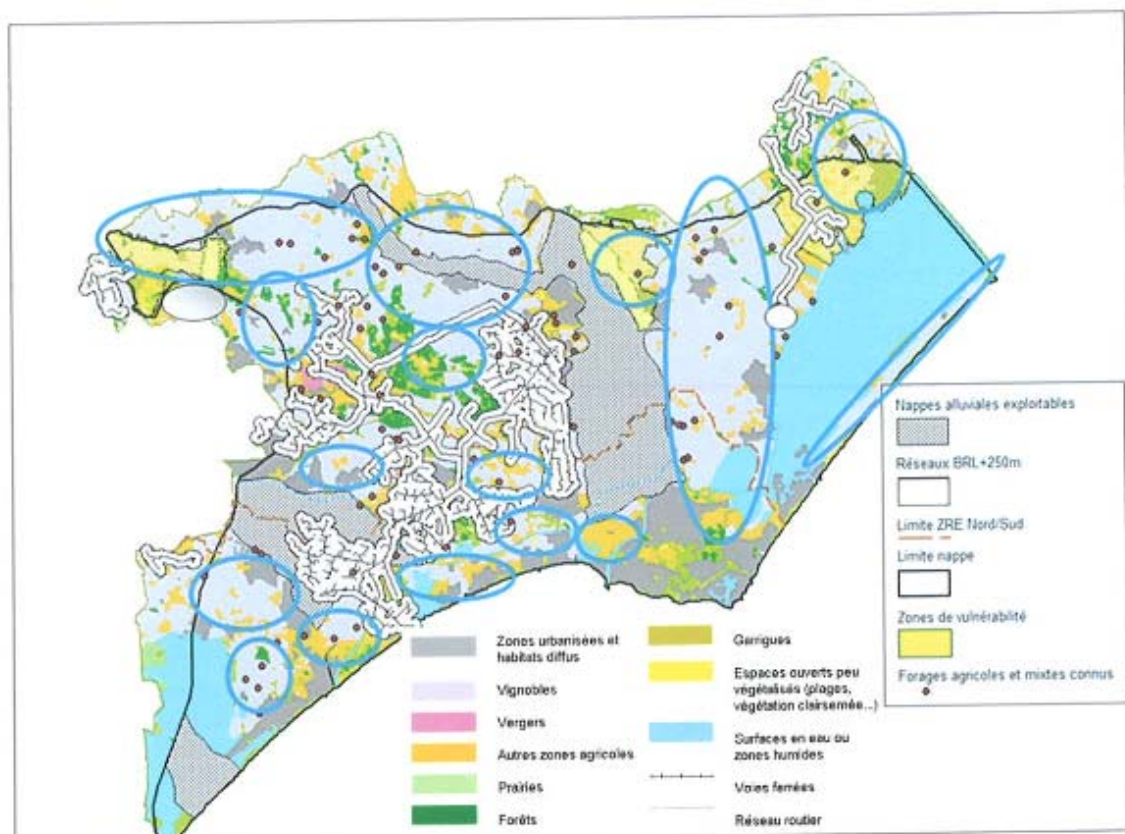 Nappes alluviales exploitables
Réseaux BRL+250m
Limite ZRE Nord/Sud
Limite nappe
Zones de vulnérabilité
Forages agricoles et mixtes connus
Zones urbanisées et
habitats diffus
Vignobles
Vergers
Autres zones agricoles
Prairies
Forêts
Garrigues
Espaces ouverts peu
végétalisés (plages,
végétation clairsemée...)
Surfaces en eau ou
zones humides
Voies ferrées
Réseau routier